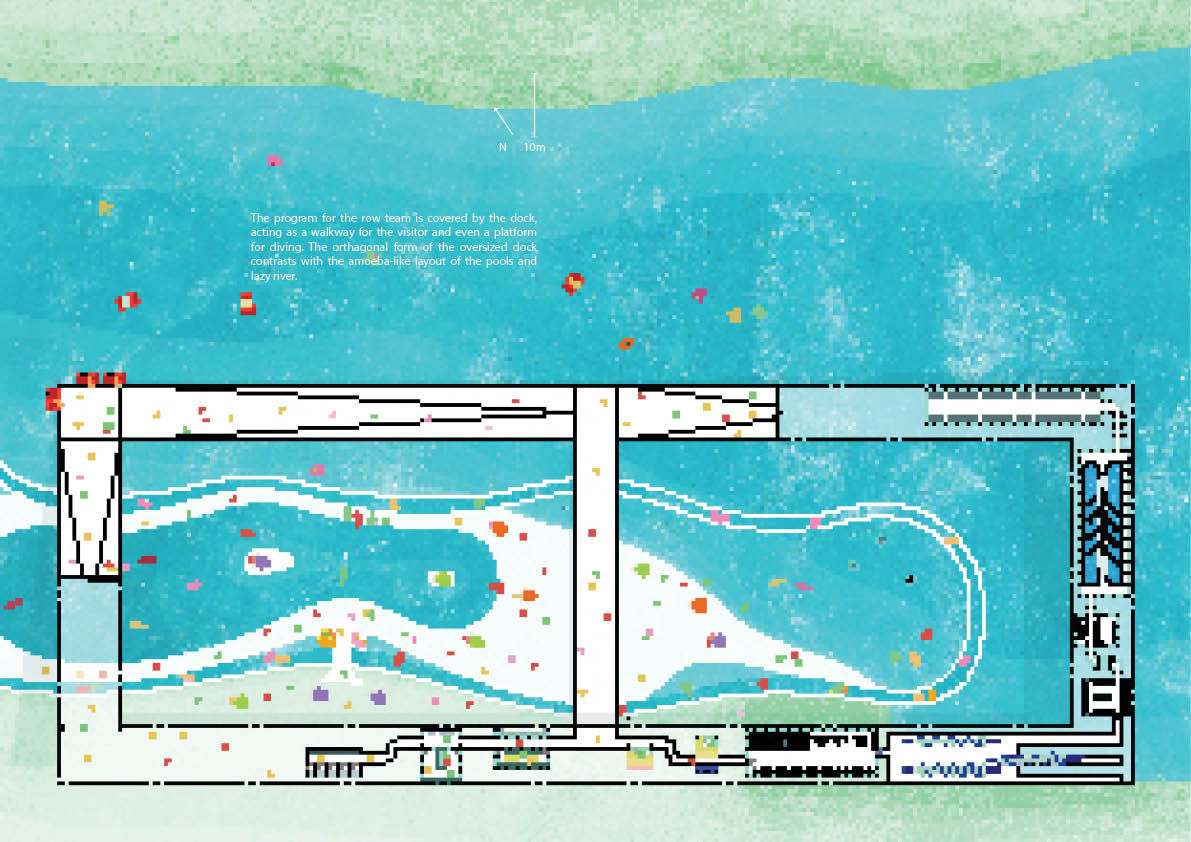 N 10m
The program for the row team is covered by the dock,
acting as a walkway for the visitor and even a platform
for diving. The orthagonal form of the oversized dock
contrasts with the amoeba-like layout of the pools and
lazy river.